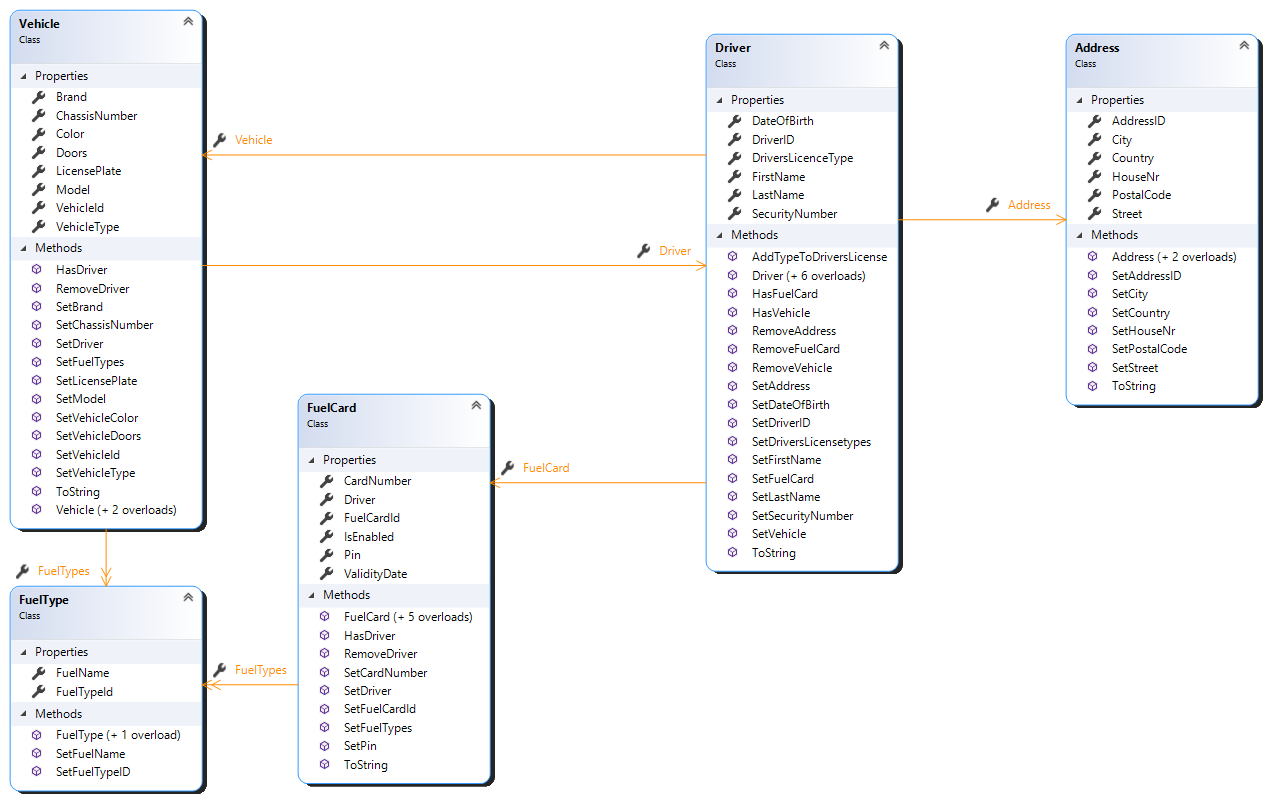 Vehicle
Class
Properties
Brand
ChassisNumber
Color
Doors
LicensePlate
Model
VehicleId
VehicleType
Methods
HasDriver
RemoveDriver
SetBrand
SetChassisNumber
SetDriver
SetFuelTypes
SetLicensePlate
SetModel
SetVehicleColor
SetVehicleDoors
SetVehicleId
SetVehicleType
ToString
Vehicle (+ 2 overloads)
Vehicle
Driver
Driver
Class
Properties
DateOfBirth
DriverID
DriversLicenceType
FirstName
LastName
SecurityNumber
Methods
AddTypeToDriversLicense
Driver (+ 6 overloads)
HasFuelCard
HasVehicle
RemoveAddress
RemoveFuelCard
RemoveVehicle
SetAddress
SetDateOfBirth
SetDriverID
SetDriversLicensetypes
SetFirstName
SetFuelCard
SetLastName
SetSecurityNumber
SetVehicle
ToString
Address
Address
Class
Properties
AddressID
City
Country
HouseNr
PostalCode
Street
Methods
Address (+ 2 overloads)
SetAddressID
SetCity
SetCountry
SetHouseNr
SetPostalCode
SetStreet
ToString
FuelCard
FuelCard
Class
Properties
CardNumber
Driver
FuelCardId
IsEnabled
Pin
ValidityDate
Methods
FuelCard (+ 5 overloads)
HasDriver
RemoveDriver
SetCardNumber
SetDriver
SetFuelCardId
SetFuelTypes
SetPin
ToString
FuelTypes
FuelTypes
FuelType
Class
Properties
FuelName
FuelTypeId
Methods
FuelType (+ 1 overload)
SetFuelName
SetFuelTypeID